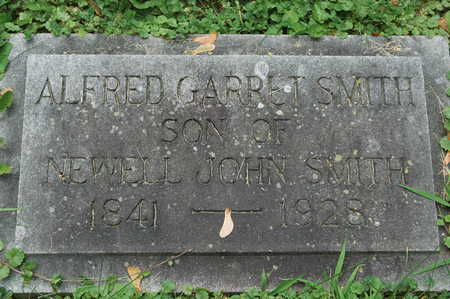 ALFRED GARRET SMITH
SON OF
NEWELL JOHN SMITH
1841 — 1928